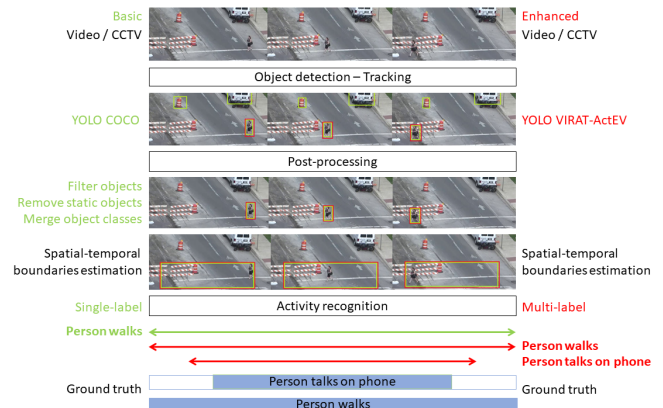 Basic
Enhanced
Video / CCTV
Video / CCTV
Object detection – Tracking
YOLO COCO
YOLO VIRAT-ActEV
Post-processing
Filter objects
Remove static objects
Merge object classes
Spatial-temporal
boundaries estimation
Spatial-temporal
boundaries estimation
Single-label
Activity recognition
Multi-label
Person walks
Person walks
Person talks on phone
Ground truth
Person talks on phone
Ground truth
Person walks